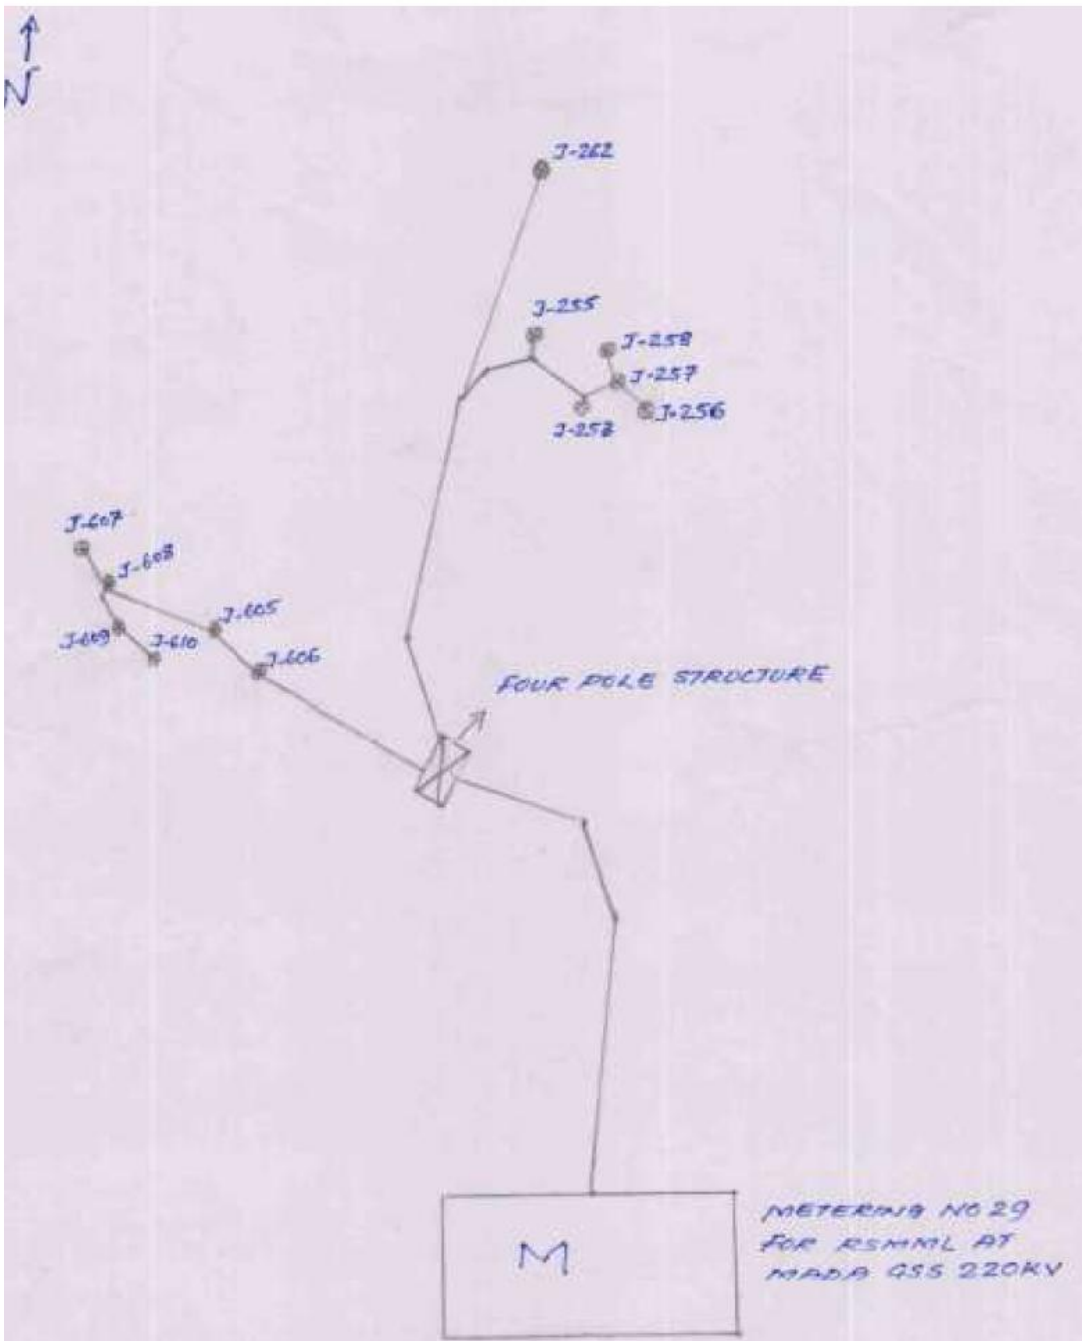 N
J-262
J-255
J-258
J-257
J-256
J-253
J-607
J-608
J-605
J-609
J-610
J-606
FOUR POLE STRUCTURE
M
METERING NO 29
FOR RSMML AT
MADA GSS 220KV